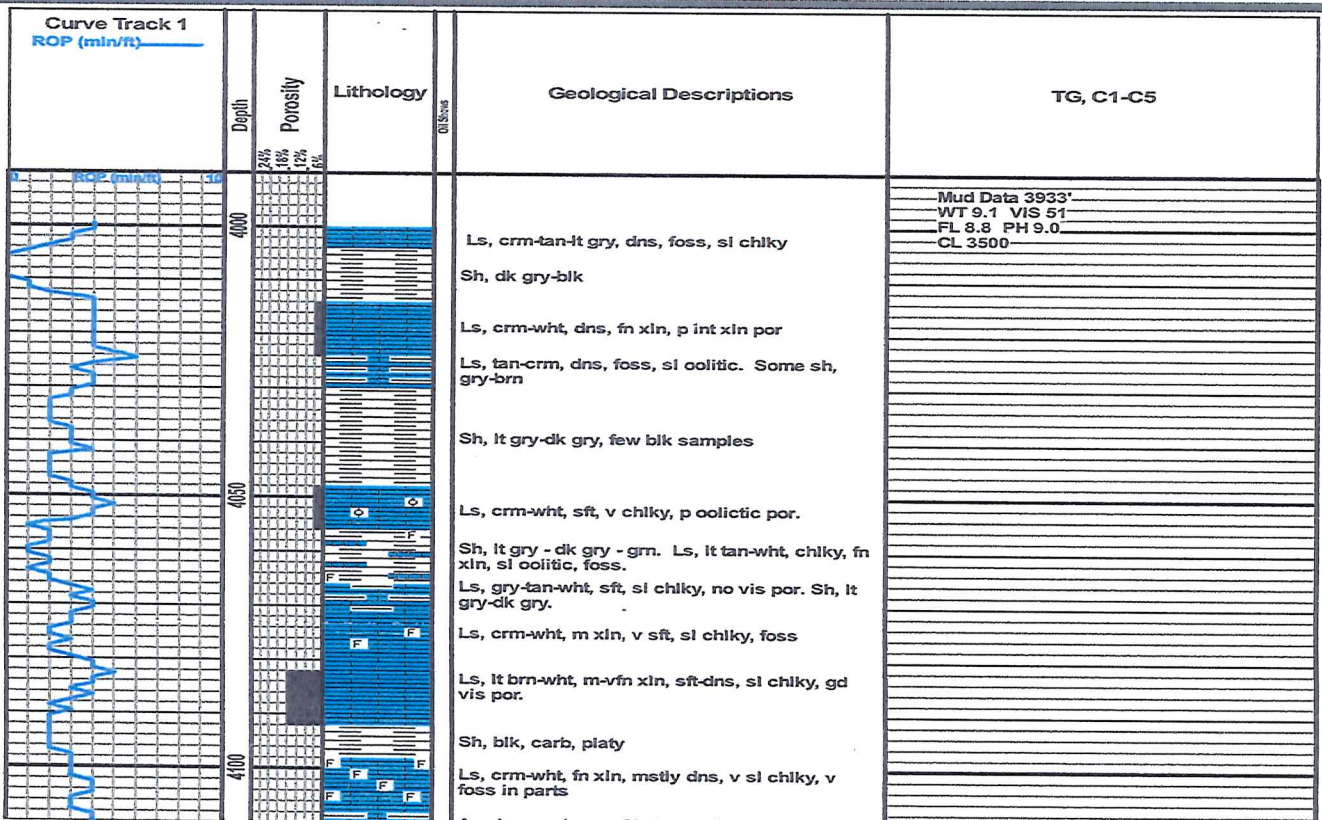 Curve Track 1
ROP (min/ft)
Depth
Porosity
24%
18%
12%
6%
Lithology
Oil Shows
Geological Descriptions
TG, C1-C5
0 ROP (min/ft) 10
Mud Data 3933'
WT 9.1 VIS 51
FL 8.8 PH 9.0
CL 3500
4000
Ls, crm-tan-lt gry, dns, foss, sl chlky
Sh, dk gry-blk
Ls, crm-wht, dns, fn xln, p int xln por
Ls, tan-crm, dns, foss, sl oolitic. Some sh,
gry-brn
Sh, lt gry-dk gry, few blk samples
4050
Ls, crm-wht, sft, v chlky, p oolictic por.
F
Sh, lt gry - dk gry - grn. Ls, lt tan-wht, chlky, fn
xln, sl oolitic, foss.
F
Ls, gry-tan-wht, sft, sl chlky, no vis por. Sh, lt
gry-dk gry.
F
Ls, crm-wht, m xln, v sft, sl chlky, foss
F
Ls, lt brn-wht, m-vfn xln, sft-dns, sl chlky, gd
vis por.
Sh, blk, carb, platy
4100
F F
F
Ls, crm-wht, fn xln, mstly dns, v sl chlky, v
foss in parts
F
F F